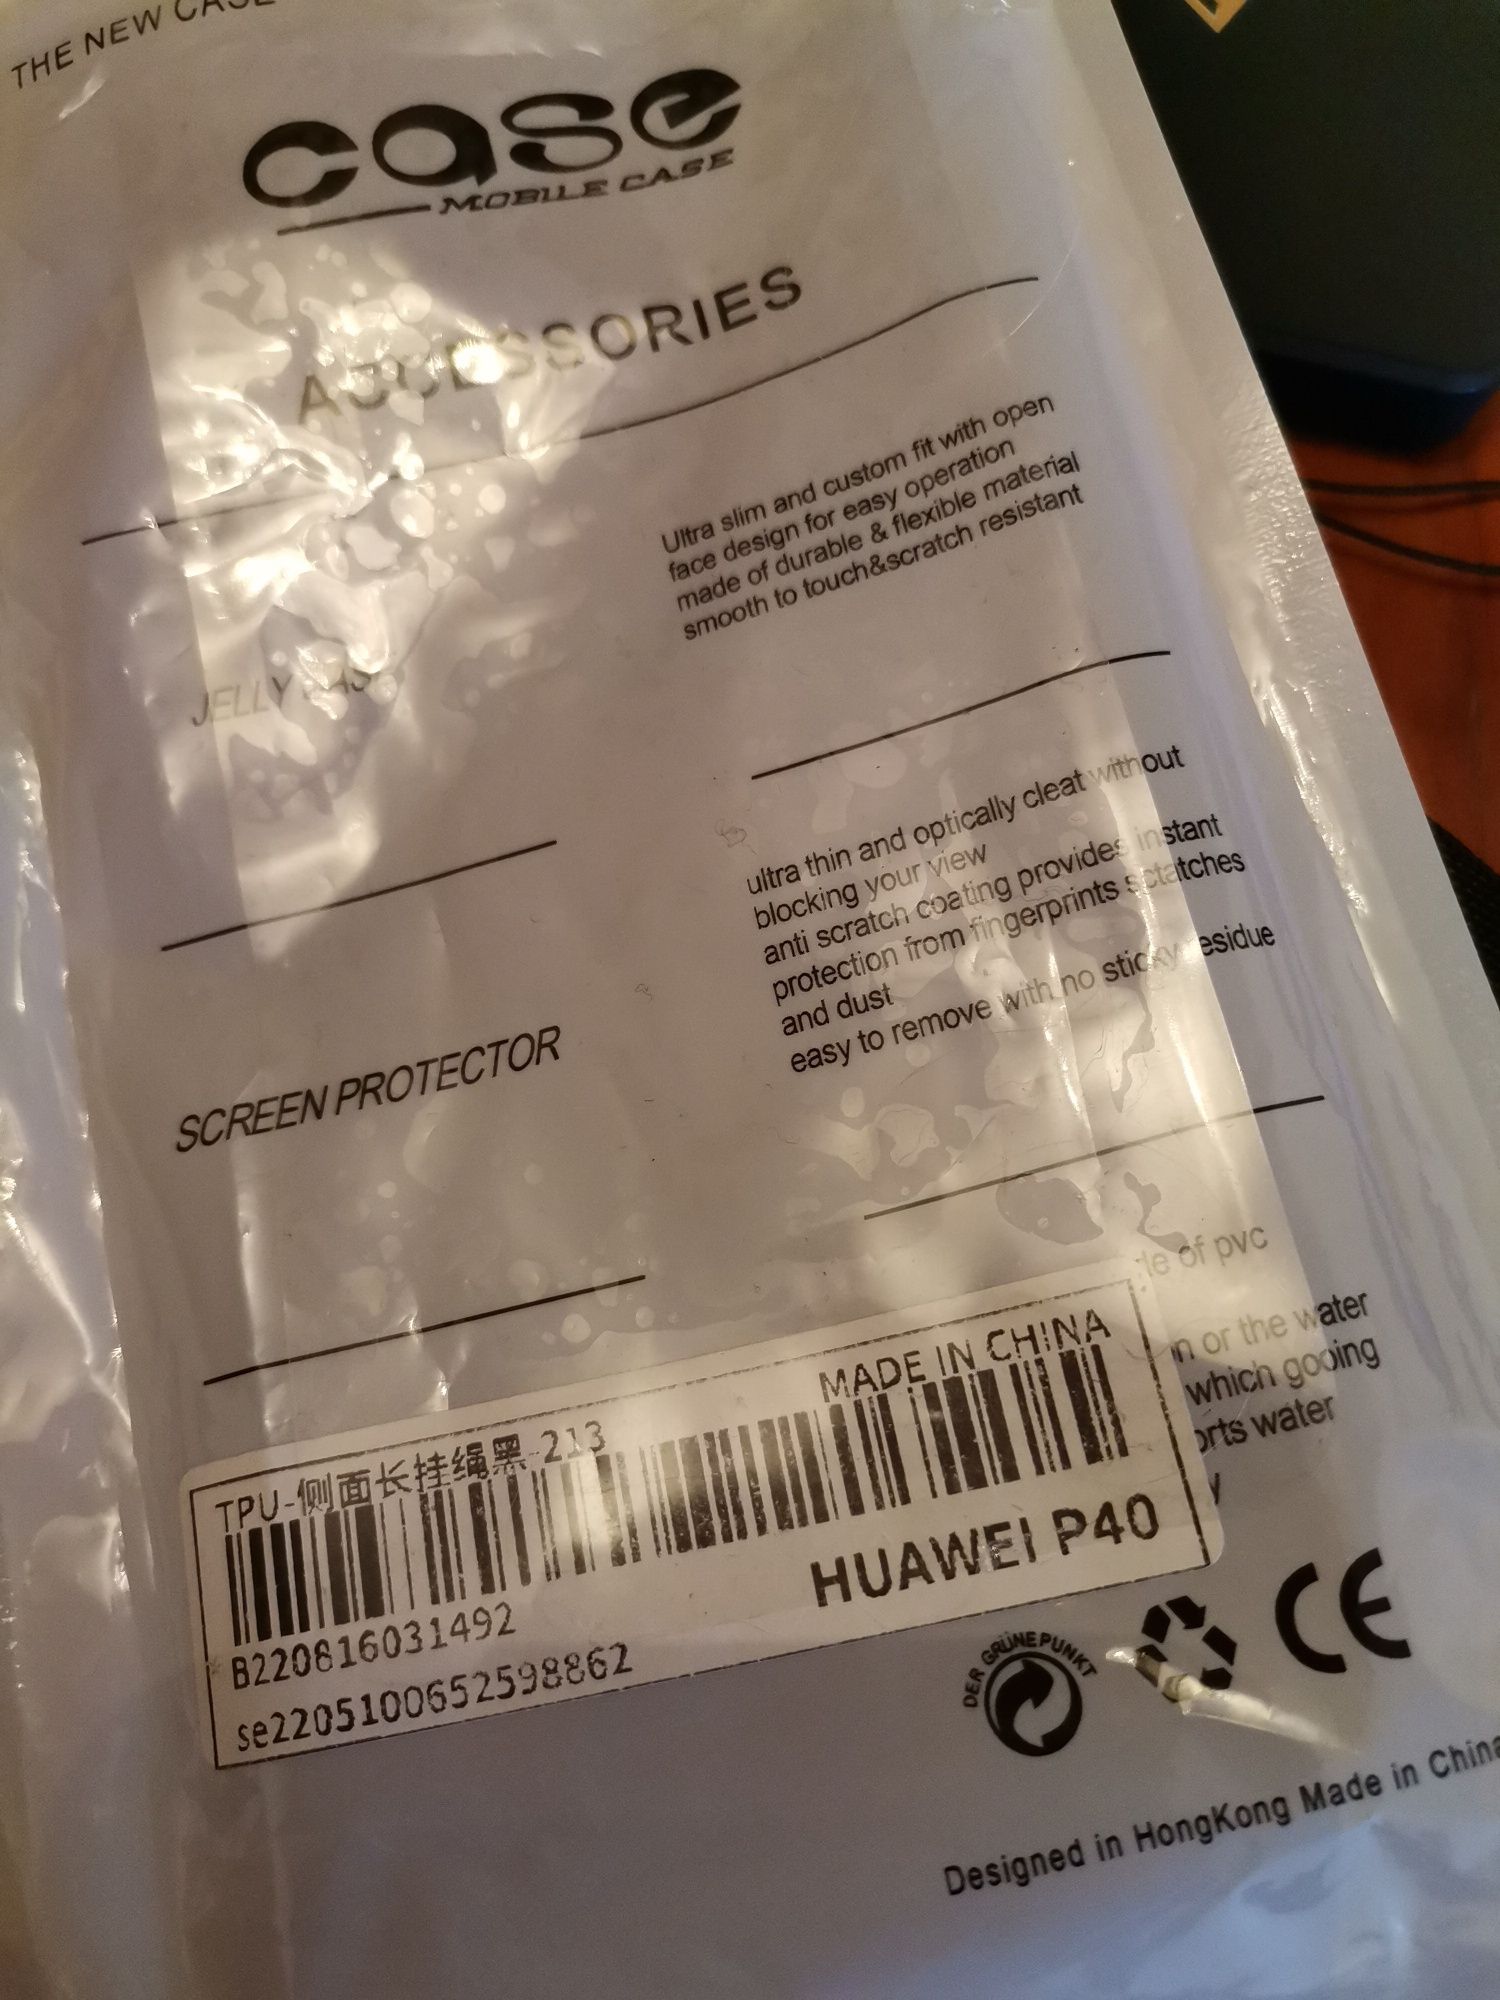 THE NEW CASE
case
MOBILE CASE
ACCESSORIES
Ultra slim and custom fit with open
face design for easy operation
made of durable & flexible material
smooth to touch&scratch resistant
JELLY
ultra thin and optically cleat without
blocking your view
anti scratch coating provides instant
protection from fingerprints sctatches
and dust
easy to remove with no sticky residue
SCREEN PROTECTOR
of pvc
or the water
which gooing
water
MADE IN CHINA
TPU-侧面长挂绳黑-213
HUAWEI P40
B220816031492
se2205100652598862
DER GRÜNE PUNKT
CE
Designed in HongKong Made in China